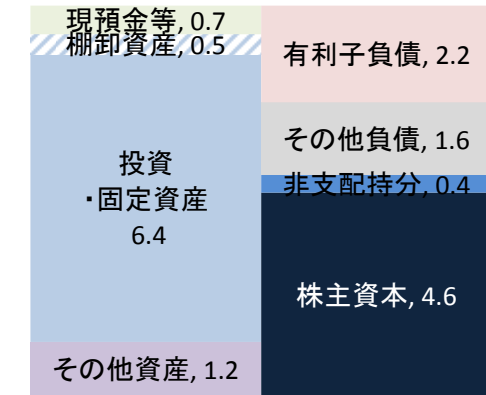 現預金等, 0.7
棚卸資産, 0.5
投資
・固定資産
6.4
その他資産, 1.2
有利子負債, 2.2
その他負債, 1.6
非支配持分, 0.4
株主資本, 4.6